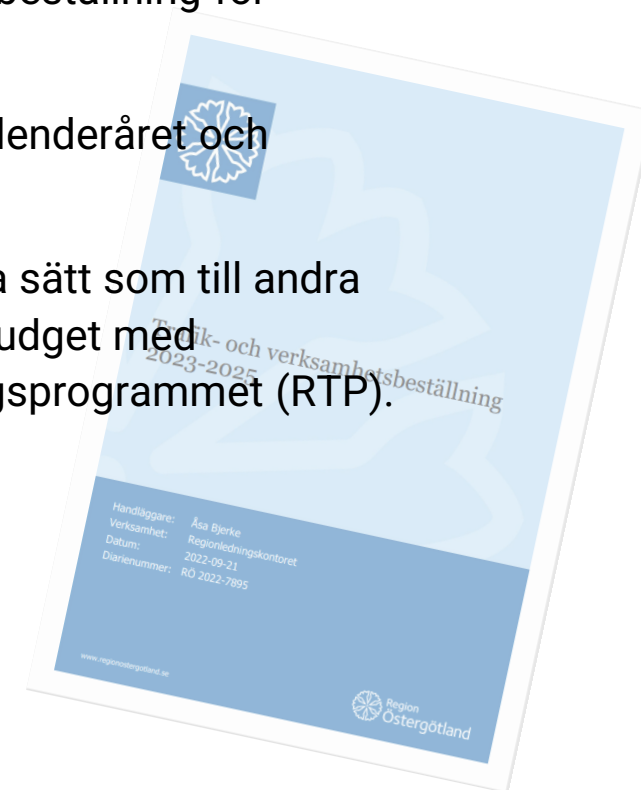 beställning för
lenderåret och
a sätt som till andra
udget med
gsprogrammet (RTP).
Trafik- och verksamhetsbeställning
2023-2025
Handläggare: Åsa Bjerke
Verksamhet: Regionledningskontoret
Datum: 2022-09-21
Diarienummer: RÖ 2022-7895
www.regionostergotland.se
Region
Östergötland